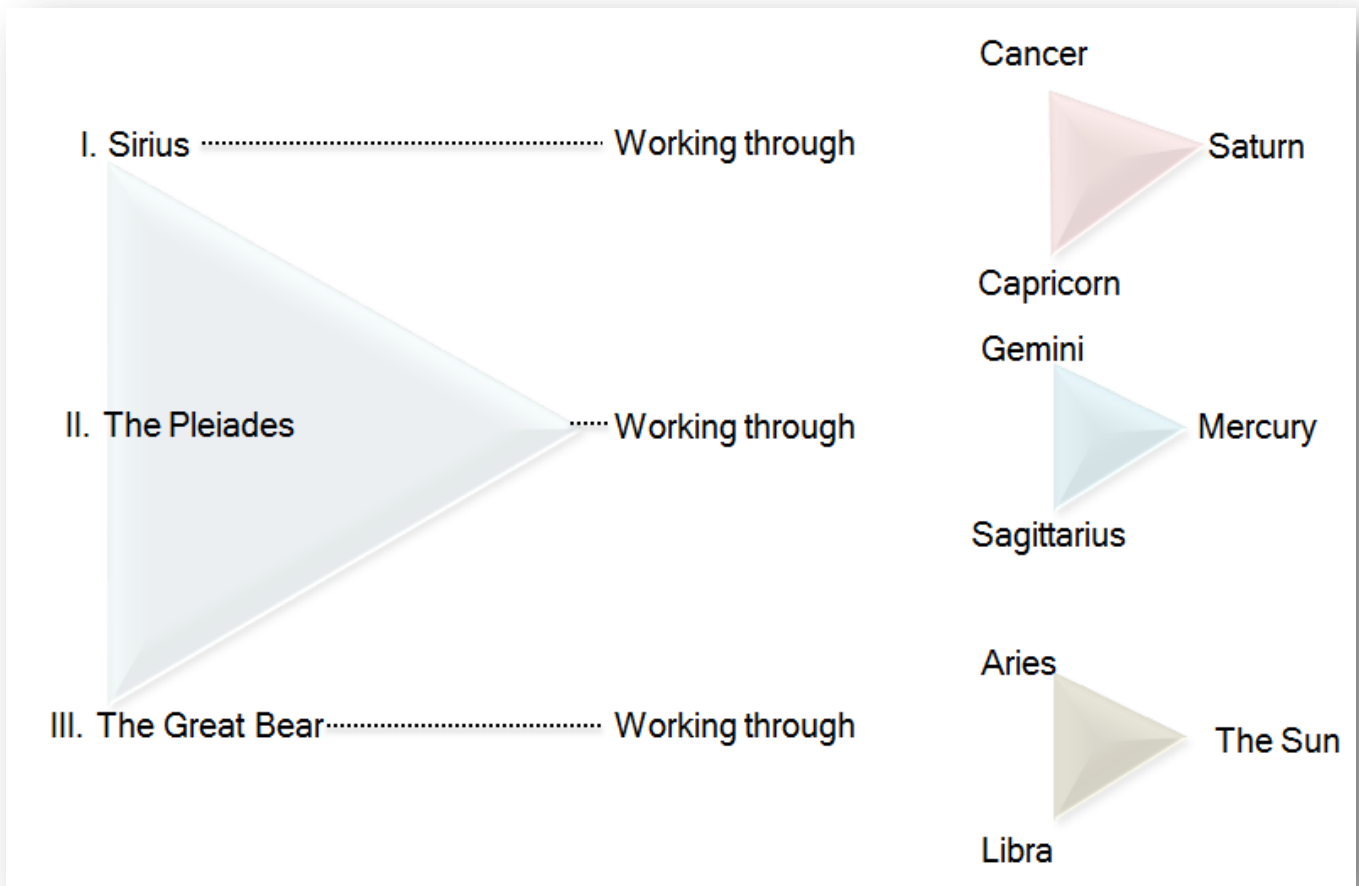 Cancer
I. Sirius Working through Saturn
Capricorn
Gemini
II. The Pleiades Working through Mercury
Sagittarius
Aries
III. The Great Bear Working through The Sun
Libra